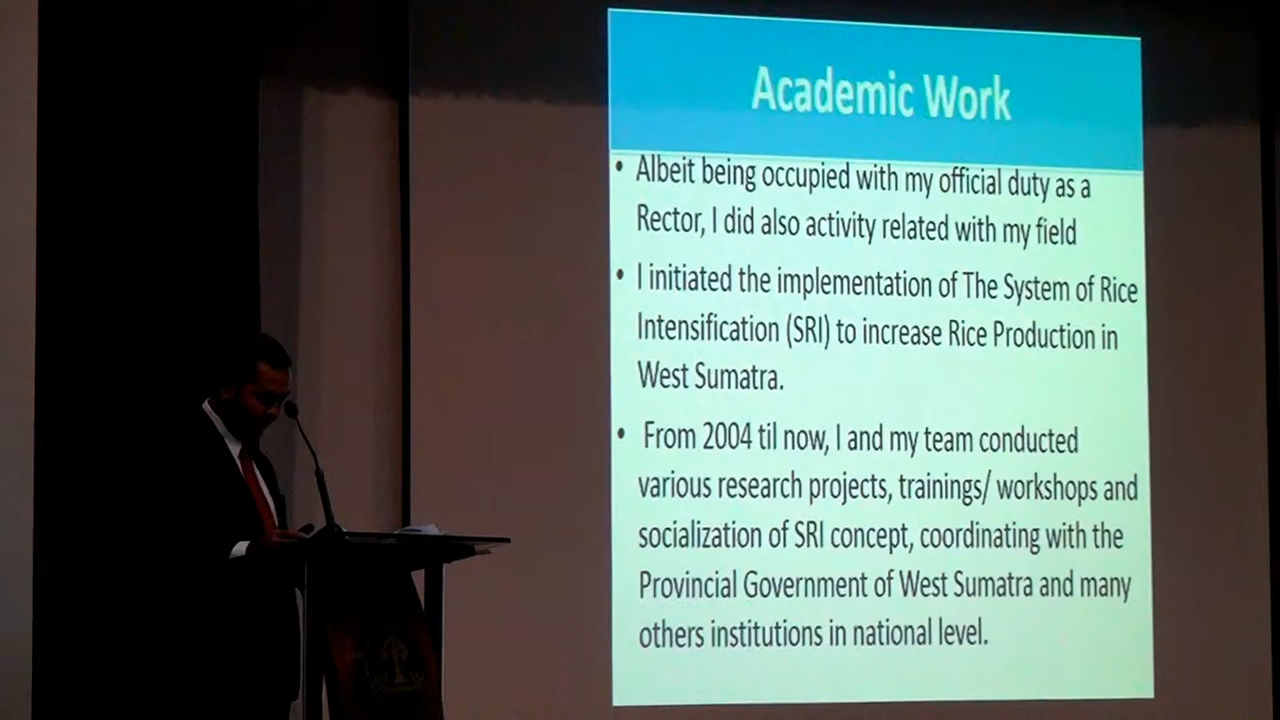 Academic Work
• Albeit being occupied with my official duty as a
Rector, I did also activity related with my field
• I initiated the implementation of The System of Rice
Intensification (SRI) to increase Rice Production in
West Sumatra.
• From 2004 til now, I and my team conducted
various research projects, trainings/ workshops and
socialization of SRI concept, coordinating with the
Provincial Government of West Sumatra and many
others institutions in national level.